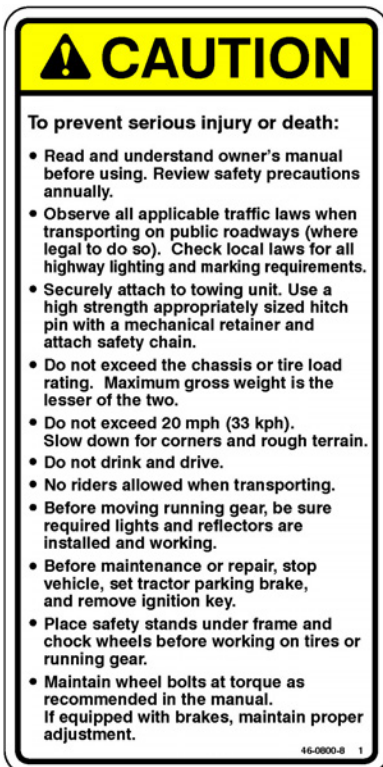 CAUTION
To prevent serious injury or death:
• Read and understand owner's manual
before using. Review safety precautions
annually.
• Observe all applicable traffic laws when
transporting on public roadways (where
legal to do so).  Check local laws for all
highway lighting and marking requirements.
• Securely attach to towing unit. Use a
high strength appropriately sized hitch
pin with a mechanical retainer and
attach safety chain.
• Do not exceed the chassis or tire load
rating.  Maximum gross weight is the
lesser of the two.
• Do not exceed 20 mph (33 kph).
Slow down for corners and rough terrain.
• Do not drink and drive.
• No riders allowed when transporting.
• Before moving running gear, be sure
required lights and reflectors are
installed and working.
• Before maintenance or repair, stop
vehicle, set tractor parking brake,
and remove ignition key.
• Place safety stands under frame and
chock wheels before working on tires or
running gear.
• Maintain wheel bolts at torque as
recommended in the manual.
If equipped with brakes, maintain proper
adjustment.
46-0800-8 1